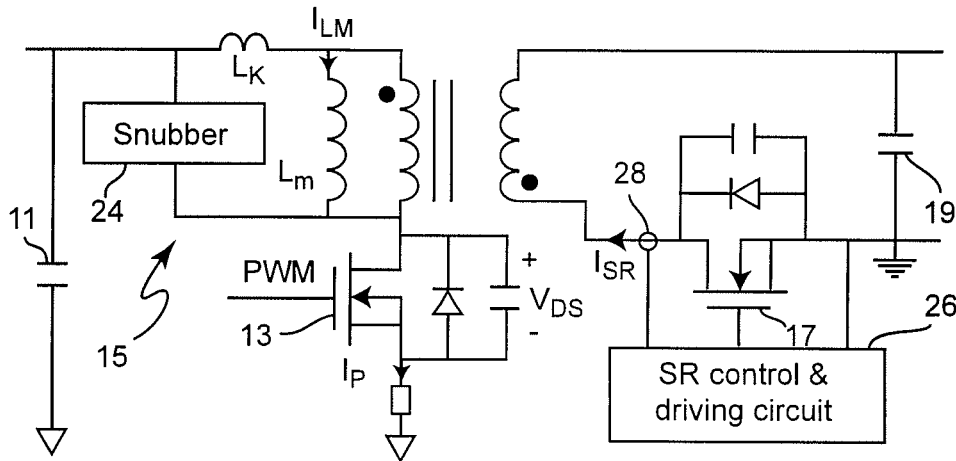 I_LM
L_K
Snubber
24
L_m
11
28
19
I_SR
PWM
+
V_DS
-
13
17
26
15
I_P
SR control &
driving circuit